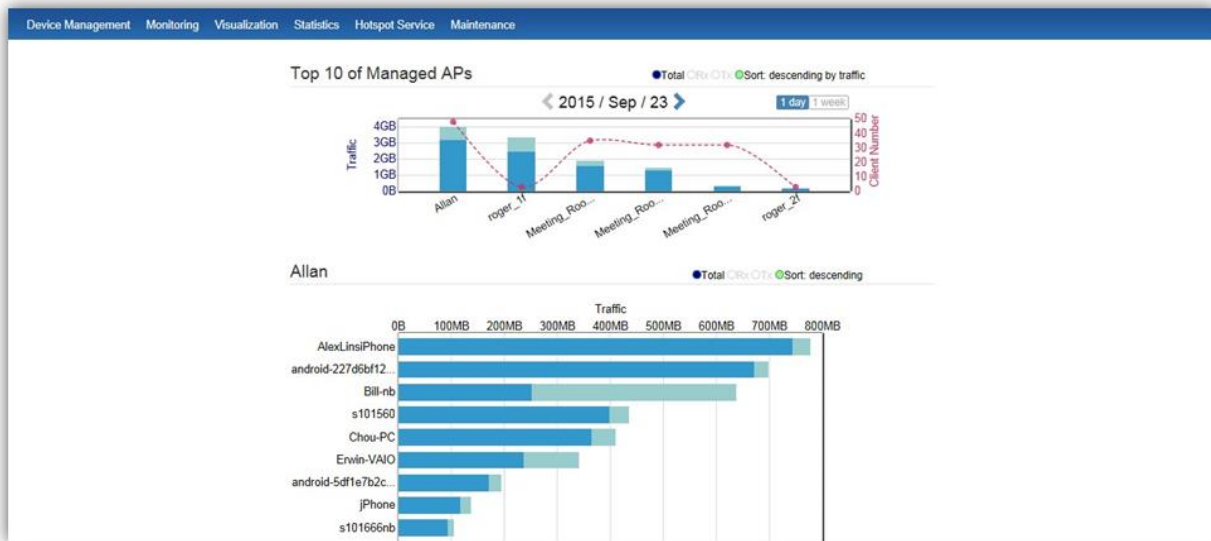 Device Management Monitoring Visualization Statistics Hotspot Service Maintenance
Top 10 of Managed APs
Total Rx Tx Sort: descending by traffic
2015 / Sep / 23
1 day 1 week
Traffic
4GB
3GB
2GB
1GB
0B
50
40
30
20
10
0
Client Number
Allan
roger_1f
Meeting_Roo...
Meeting_Roo...
Meeting_Roo...
roger_2f
Allan
Total Rx Tx Sort: descending
Traffic
0B 100MB 200MB 300MB 400MB 500MB 600MB 700MB 800MB
AlexLinsiPhone
android-227d6bf12...
Bill-nb
s101560
Chou-PC
Erwin-VAIO
android-5df1e7b2c...
jPhone
s101666nb